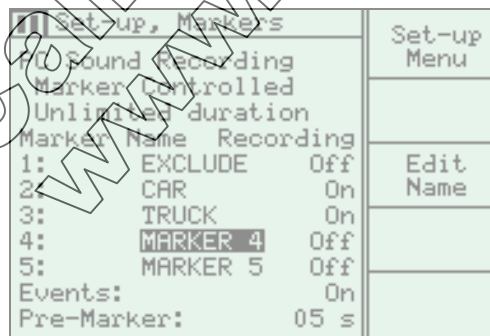 Set-up, Markers
PC Sound Recording
Marker Controlled
Unlimited duration
Marker Name Recording
1: EXCLUDE Off
2: CAR On
3: TRUCK On
4: MARKER 4 Off
5: MARKER 5 Off
Events: On
Pre-Marker: 05 s
Set-up
Menu
Edit
Name
www